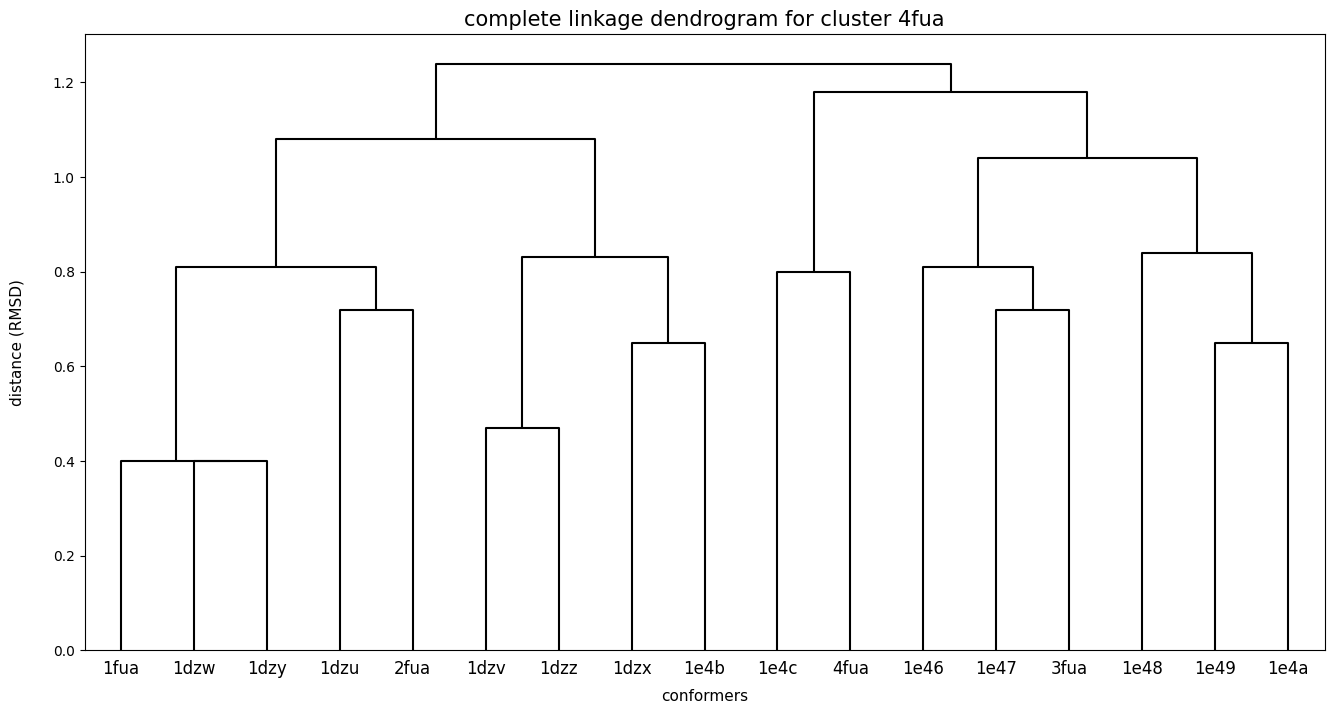 complete linkage dendrogram for cluster 4fua
1.2
1.0
0.8
0.6
0.4
0.2
0.0
distance (RMSD)
1fua 1dzw 1dzy 1dzu 2fua 1dzv 1dzz 1dzx 1e4b 1e4c 4fua 1e46 1e47 3fua 1e48 1e49 1e4a
conformers